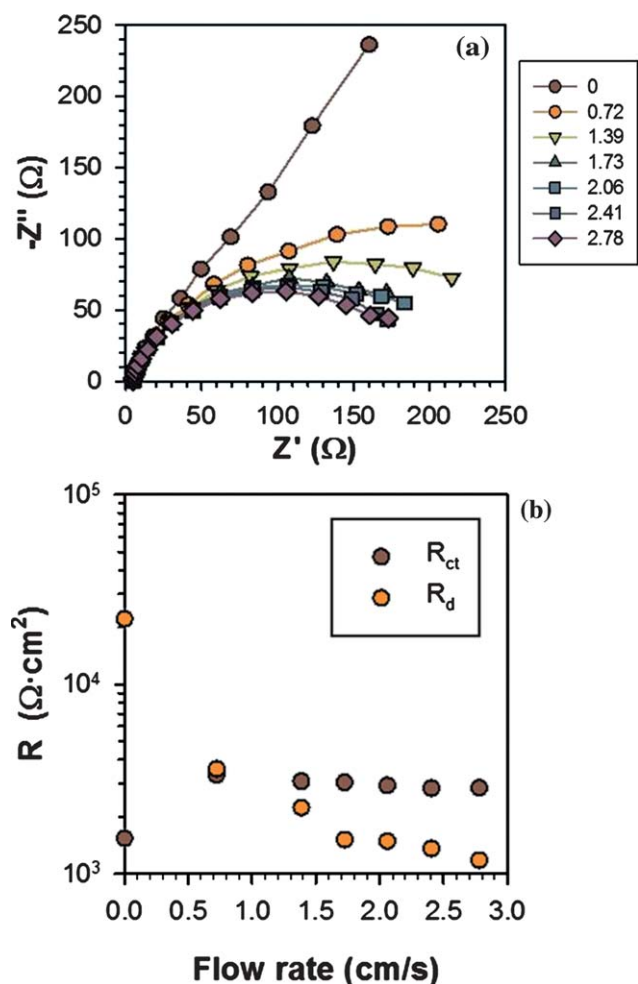 (a)
250
200
150
100
50
0
-Z'' (Ω)
0 50 100 150 200 250
Z' (Ω)
0
0.72
1.39
1.73
2.06
2.41
2.78
(b)
10⁵
10⁴
10³
R (Ω·cm²)
R_ct
R_d
0.0 0.5 1.0 1.5 2.0 2.5 3.0
Flow rate (cm/s)